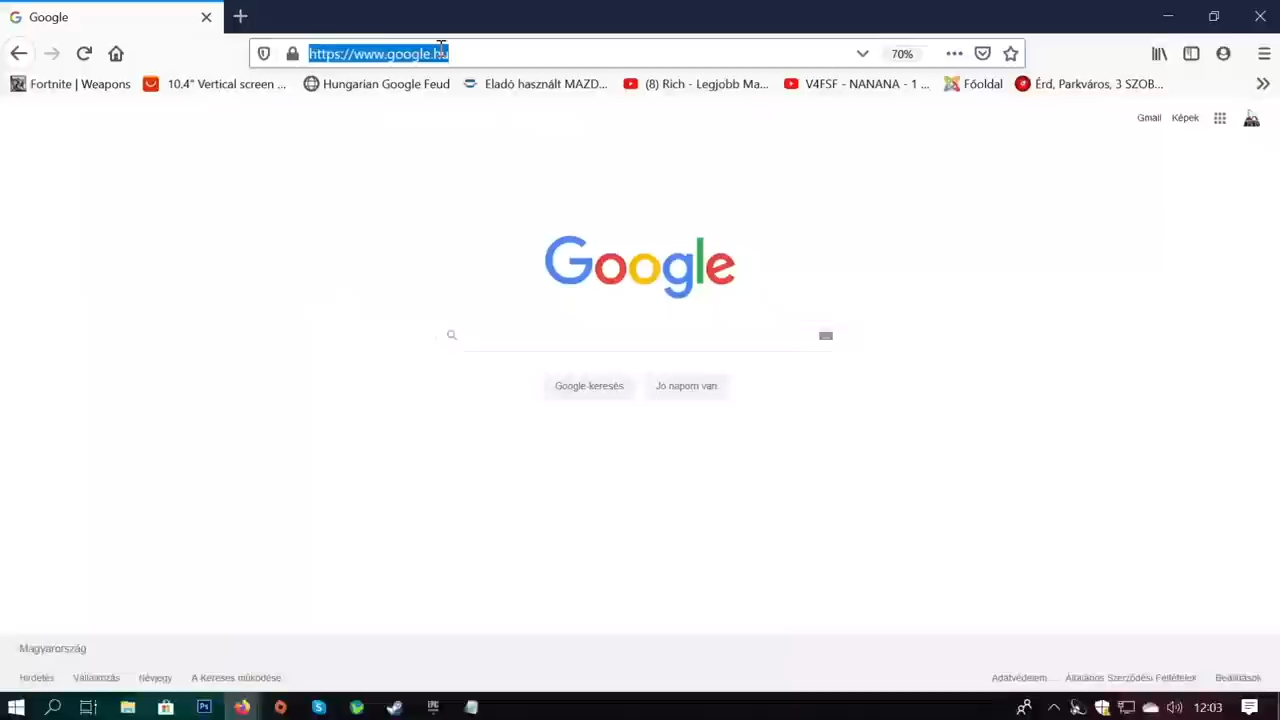 Google
https://www.google.hu
70%
Fortnite | Weapons
10.4" Vertical screen ...
Hungarian Google Feud
Eladó használt MAZD...
(8) Rich - Legjobb Ma...
V4FSF - NANANA - 1 ...
Főoldal
Érd, Parkváros, 3 SZOB...
Gmail
Képek
Google
Google-keresés
Jó napom van
Magyarország
Hirdetés
Vállalkozás
Névjegy
A Keresés működése
Adatvédelem
Általános Szerződési Feltételek
Beállítások
Ps
EPIC
12:03